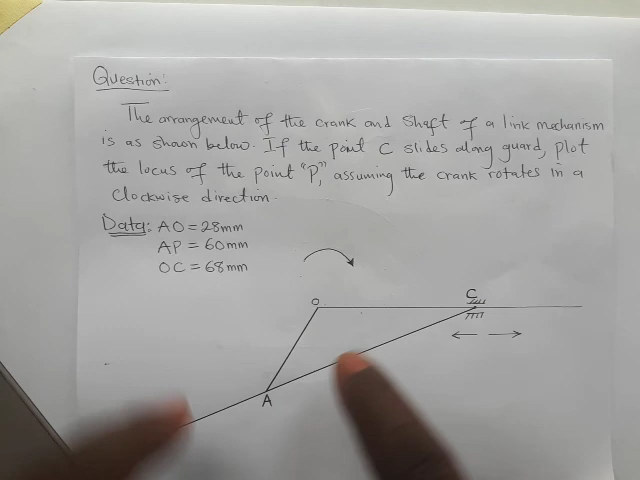 Question:
The arrangement of the crank and shaft of a link mechanism
is as shown below. If the point C slides along guard, plot
the locus of the point "P", assuming the crank rotates in a
clockwise direction.
Data: AO = 28mm
AP = 60mm
OC = 68mm
O
C
A